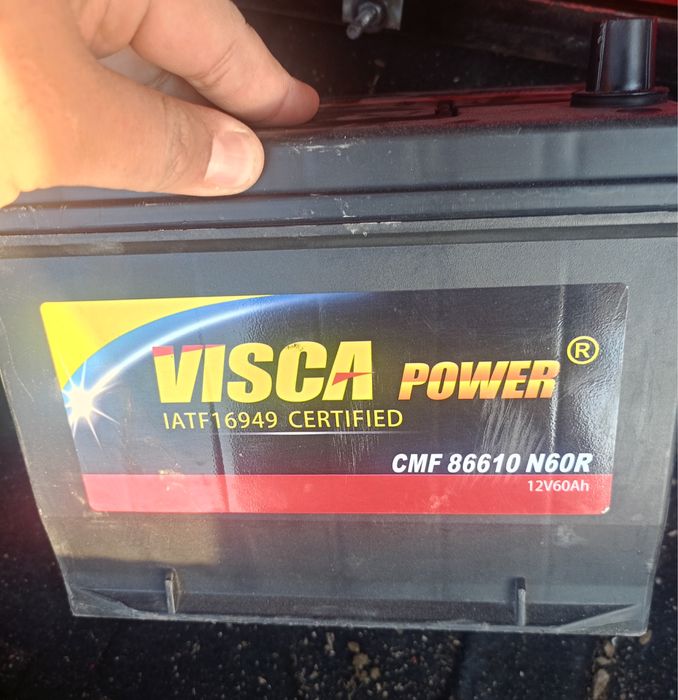 VISCA POWER ®
IATF16949 CERTIFIED
CMF 86610 N60R
12V60Ah